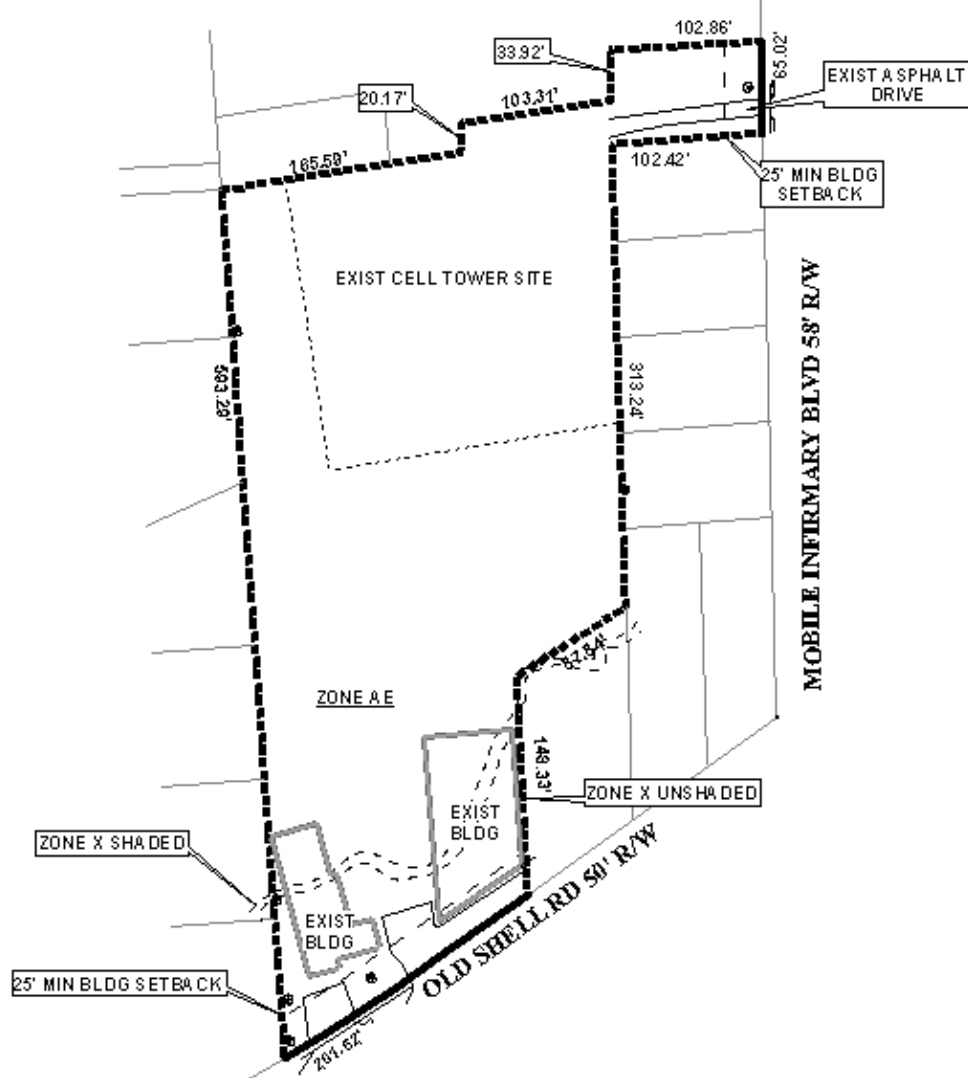 102.86'
33.92'
65.02'
EXIST ASPHALT
DRIVE
20.17'
103.31'
165.59'
102.42'
25' MIN BLDG
SETBACK
EXIST CELL TOWER SITE
MOBILE INFIRMARY BLVD 58' R/W
593.29'
313.24'
87.84'
ZONE AE
148.33'
ZONE X UNSHADED
EXIST
BLDG
ZONE X SHADED
EXIST
BLDG
OLD SHELL RD 50' R/W
25' MIN BLDG SETBACK
201.62'